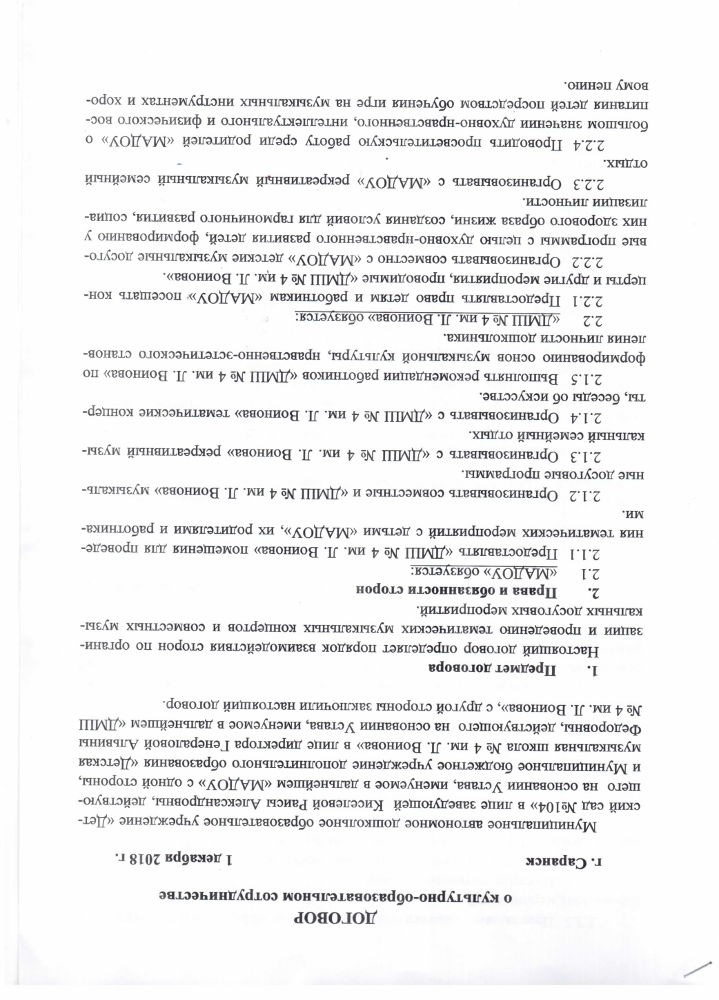 ДОГОВОР
о культурно-образовательном сотрудничестве
г. Саранск 1 декабря 2018 г.
Муниципальное автономное дошкольное образовательное учреждение «Дет-
ский сад №104» в лице заведующей Киселевой Раисы Александровны, действую-
щего на основании Устава, именуемое в дальнейшем «МАДОУ» с одной стороны,
и Муниципальное бюджетное учреждение дополнительного образования «Детская
музыкальная школа № 4 им. Л. Воинова» в лице директора Генераловой Альвины
Федоровны, действующего на основании Устава, именуемое в дальнейшем «ДМШ
№ 4 им. Л. Воинова», с другой стороны заключили настоящий договор.
1. Предмет договора
Настоящий договор определяет порядок взаимодействия сторон по органи-
зации и проведению тематических музыкальных концертов и совместных музы-
кальных досуговых мероприятий.
2. Права и обязанности сторон
2.1 «МАДОУ» обязуется:
2.1.1 Предоставлять «ДМШ № 4 им. Л. Воинова» помещения для проведе-
ния тематических мероприятий с детьми «МАДОУ», их родителями и работника-
ми.
2.1.2 Организовывать совместные и «ДМШ № 4 им. Л. Воинова» музыкаль-
ные досуговые программы.
2.1.3 Организовывать с «ДМШ № 4 им. Л. Воинова» рекреативный музы-
кальный семейный отдых.
2.1.4 Организовывать с «ДМШ № 4 им. Л. Воинова» тематические концер-
ты, беседы об искусстве.
2.1.5 Выполнять рекомендации работников «ДМШ № 4 им. Л. Воинова» по
формированию основ музыкальной культуры, нравственно-эстетического станов-
ления личности дошкольника.
2.2 «ДМШ № 4 им. Л. Воинова» обязуется:
2.2.1 Предоставлять право детям и работникам «МАДОУ» посещать кон-
церты и другие мероприятия, проводимые «ДМШ № 4 им. Л. Воинова».
2.2.2 Организовывать совместно с «МАДОУ» детские музыкальные досуго-
вые программы с целью духовно-нравственного развития детей, формированию у
них здорового образа жизни, создания условий для гармоничного развития, социа-
лизации личности.
2.2.3 Организовывать с «МАДОУ» рекреативный музыкальный семейный
отдых.
2.2.4 Проводить просветительскую работу среди родителей «МАДОУ» о
большом значении духовно-нравственного, интеллектуального и физического вос-
питания детей посредством обучения игре на музыкальных инструментах и хоро-
вому пению.